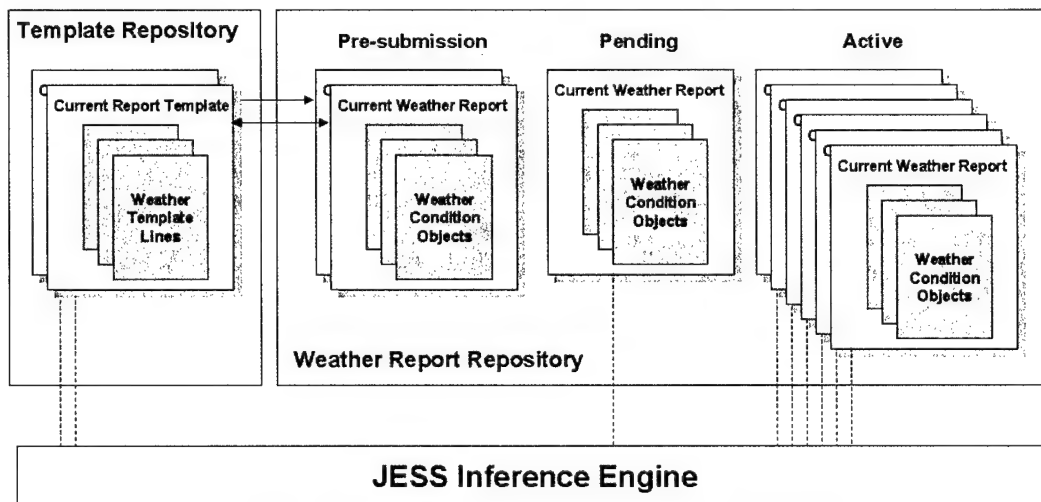 Template Repository
Pre-submission
Pending
Active
Current Report Template
Weather
Template
Lines
Current Weather Report
Weather
Condition
Objects
Current Weather Report
Weather
Condition
Objects
Current Weather Report
Weather
Condition
Objects
Weather Report Repository
JESS Inference Engine